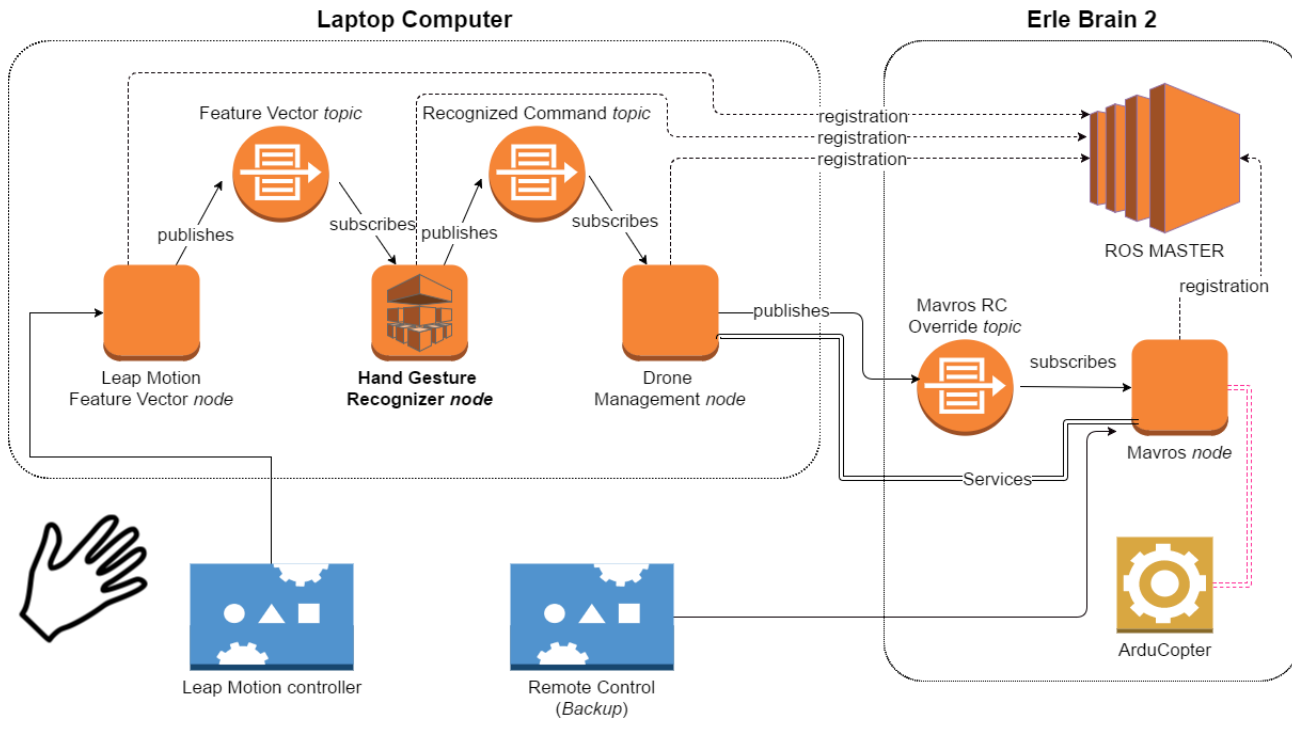 Laptop Computer
Erle Brain 2
Feature Vector topic
Recognized Command topic
registration
registration
registration
publishes
subscribes
publishes
subscribes
ROS MASTER
registration
publishes
Mavros RC
Override topic
subscribes
Leap Motion
Feature Vector node
Hand Gesture
Recognizer node
Drone
Management node
Mavros node
Services
ArduCopter
Leap Motion controller
Remote Control
(Backup)